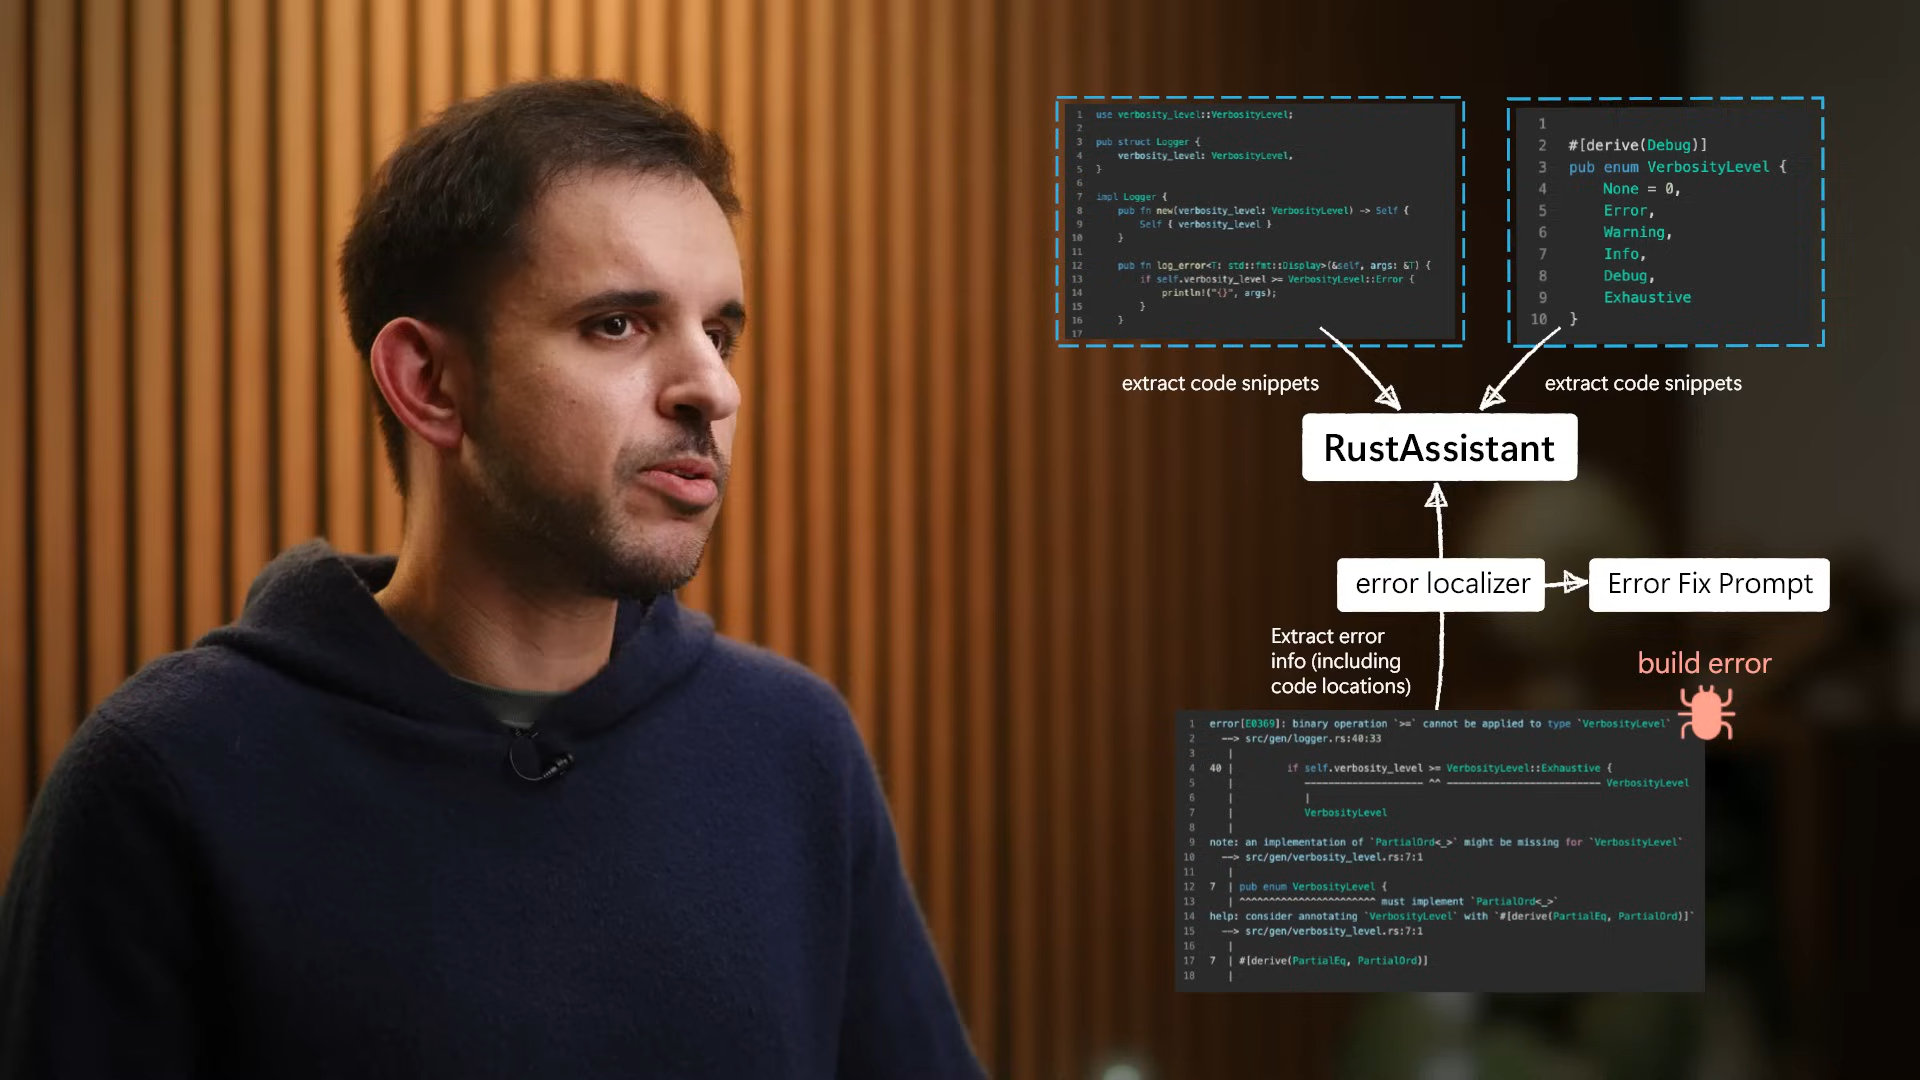 1 use verbosity_level::VerbosityLevel;
2
3 pub struct Logger {
4 verbosity_level: VerbosityLevel,
5 }
6
7 impl Logger {
8 pub fn new(verbosity_level: VerbosityLevel) -> Self {
9 Self { verbosity_level }
10 }
11
12 pub fn log_error<T: std::fmt::Display>(&self, args: &T) {
13 if self.verbosity_level >= VerbosityLevel::Error {
14 println!("{}", args);
15 }
16 }
17
1
2 #[derive(Debug)]
3 pub enum VerbosityLevel {
4 None = 0,
5 Error,
6 Warning,
7 Info,
8 Debug,
9 Exhaustive
10 }
extract code snippets
extract code snippets
RustAssistant
error localizer
Error Fix Prompt
Extract error
info (including
code locations)
build error
1 error[E0369]: binary operation `>=` cannot be applied to type `VerbosityLevel`
2 --> src/gen/logger.rs:40:33
3 |
4 40 | if self.verbosity_level >= VerbosityLevel::Exhaustive {
5 | -------------------- ^^ -------------------------- VerbosityLevel
6 | |
7 | VerbosityLevel
8 |
9 note: an implementation of `PartialOrd<_>` might be missing for `VerbosityLevel`
10 --> src/gen/verbosity_level.rs:7:1
11 |
12 7 | pub enum VerbosityLevel {
13 | ^^^^^^^^^^^^^^^^^^^^^^^ must implement `PartialOrd<_>`
14 help: consider annotating `VerbosityLevel` with `#[derive(PartialEq, PartialOrd)]`
15 --> src/gen/verbosity_level.rs:7:1
16 |
17 7 | #[derive(PartialEq, PartialOrd)]
18 |